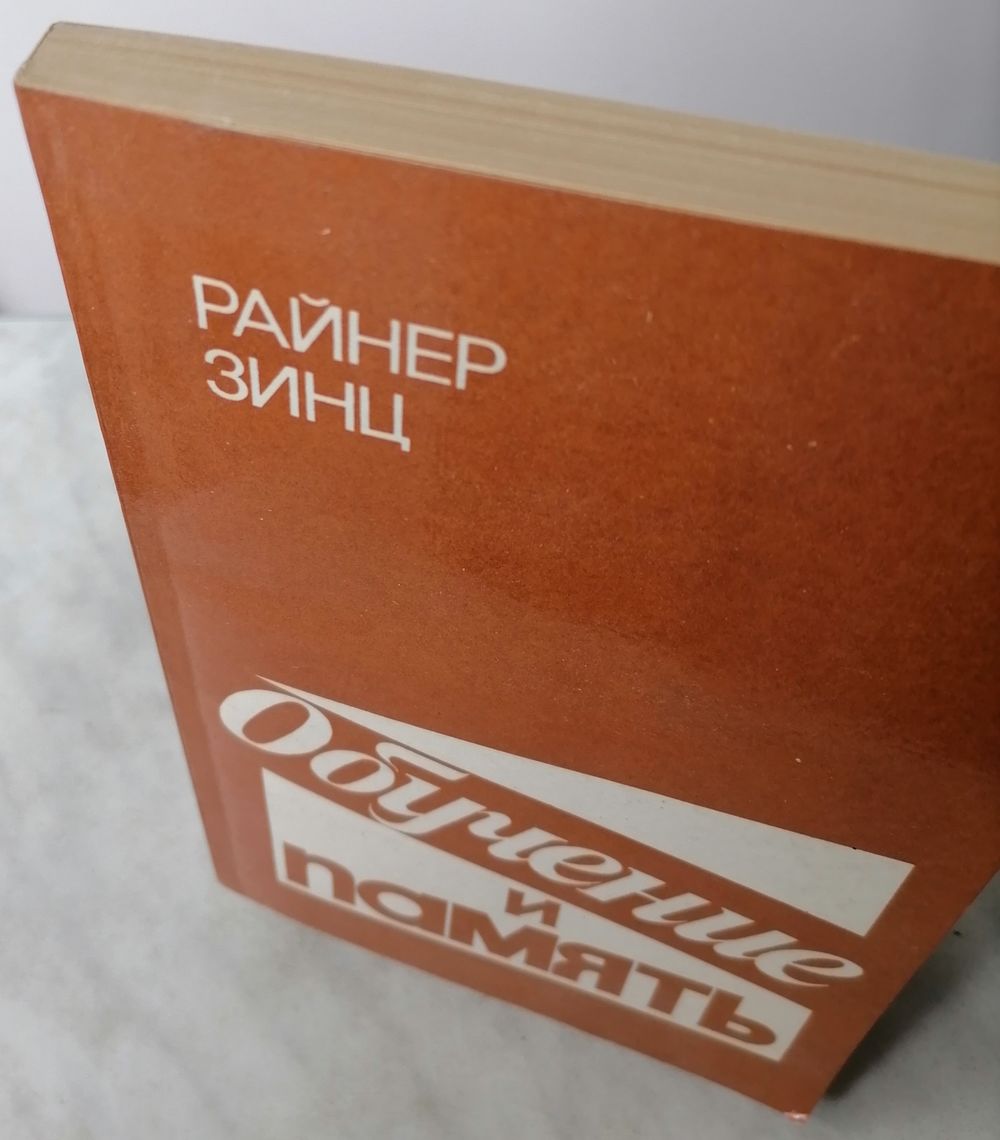 РАЙНЕР
ЗИНЦ
Обучение
и
память